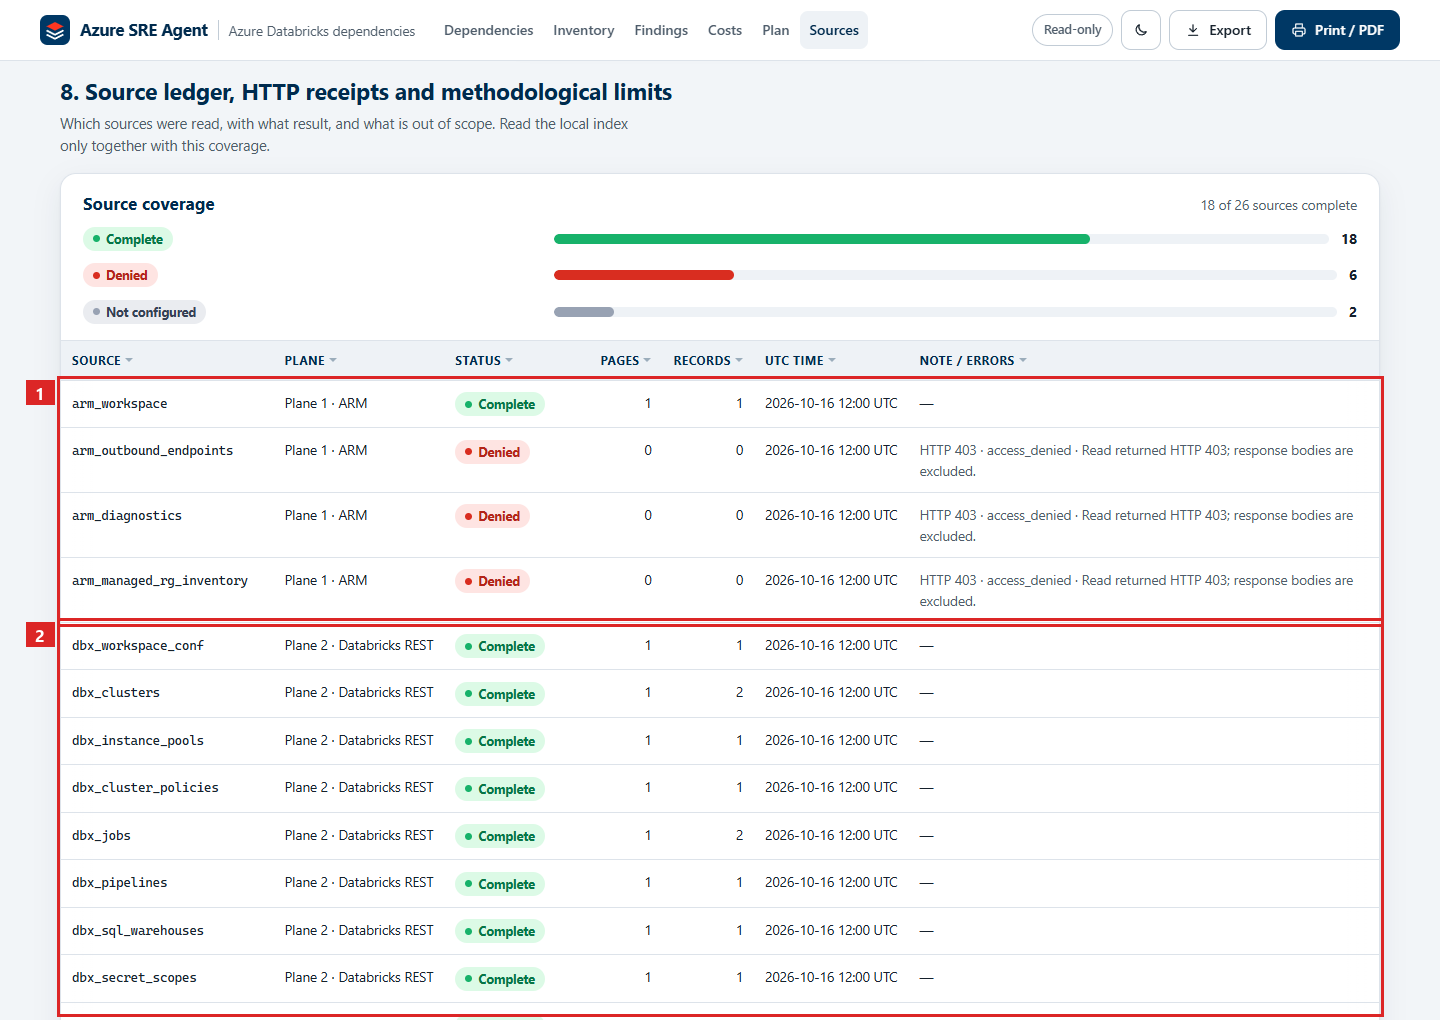 Azure SRE Agent
Azure Databricks dependencies
Dependencies
Inventory
Findings
Costs
Plan
Sources
Read-only
Export
Print / PDF
8. Source ledger, HTTP receipts and methodological limits
Which sources were read, with what result, and what is out of scope. Read the local index
only together with this coverage.
Source coverage
18 of 26 sources complete
Complete 18
Denied 6
Not configured 2
SOURCE PLANE STATUS PAGES RECORDS UTC TIME NOTE / ERRORS
1
arm_workspace Plane 1 · ARM Complete 1 1 2026-10-16 12:00 UTC —
arm_outbound_endpoints Plane 1 · ARM Denied 0 0 2026-10-16 12:00 UTC HTTP 403 · access_denied · Read returned HTTP 403; response bodies are
excluded.
arm_diagnostics Plane 1 · ARM Denied 0 0 2026-10-16 12:00 UTC HTTP 403 · access_denied · Read returned HTTP 403; response bodies are
excluded.
arm_managed_rg_inventory Plane 1 · ARM Denied 0 0 2026-10-16 12:00 UTC HTTP 403 · access_denied · Read returned HTTP 403; response bodies are
excluded.
2
dbx_workspace_conf Plane 2 · Databricks REST Complete 1 1 2026-10-16 12:00 UTC —
dbx_clusters Plane 2 · Databricks REST Complete 1 2 2026-10-16 12:00 UTC —
dbx_instance_pools Plane 2 · Databricks REST Complete 1 1 2026-10-16 12:00 UTC —
dbx_cluster_policies Plane 2 · Databricks REST Complete 1 1 2026-10-16 12:00 UTC —
dbx_jobs Plane 2 · Databricks REST Complete 1 2 2026-10-16 12:00 UTC —
dbx_pipelines Plane 2 · Databricks REST Complete 1 1 2026-10-16 12:00 UTC —
dbx_sql_warehouses Plane 2 · Databricks REST Complete 1 1 2026-10-16 12:00 UTC —
dbx_secret_scopes Plane 2 · Databricks REST Complete 1 1 2026-10-16 12:00 UTC —